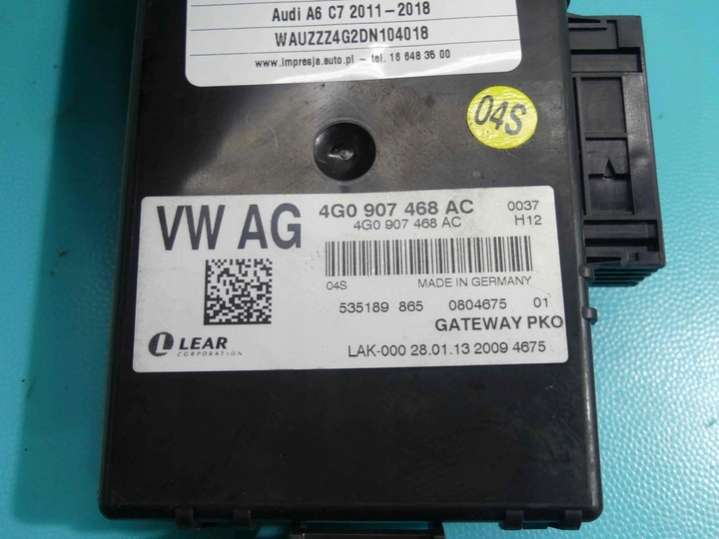 Audi A6 C7 2011-2018
WAUZZZ4G2DN104018
www.impresja.auto.pl - tel. 16 648 36 00
04S
VW AG
4G0 907 468 AC 0037
4G0 907 468 AC H12
04S MADE IN GERMANY
535189 865 0804675 01
GATEWAY PKO
LEAR
CORPORATION
LAK-000 28.01.13 2009 4675